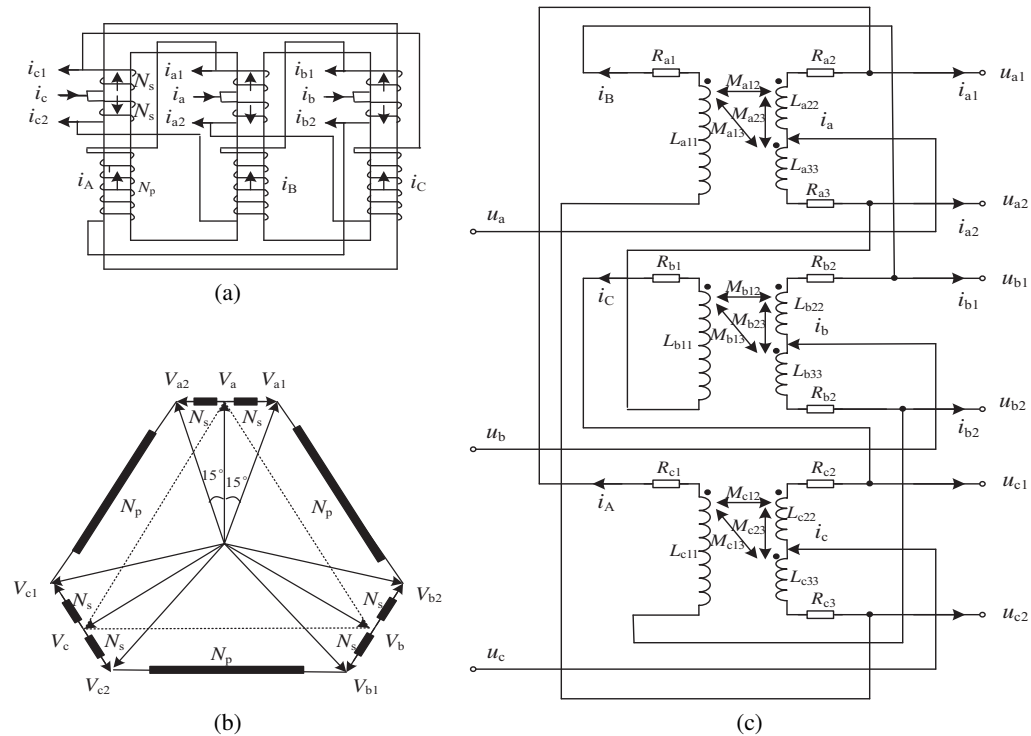 i_c1
i_c
i_c2
N_s
N_s
i_a1
i_a
i_a2
i_b1
i_b
i_b2
i_A
N_p
i_B
i_C
(a)
V_a2
V_a
V_a1
N_s
N_s
15°
15°
N_p
N_p
V_c1
V_b2
N_s
N_s
V_c
N_s
N_s
V_b
N_p
V_c2
V_b1
(b)
R_a1
R_a2
u_a1
i_B
M_a12
L_a22
i_a1
i_a
M_a23
M_a13
L_a11
L_a33
R_a3
u_a
u_a2
i_a2
R_b1
R_b2
u_b1
i_C
M_b12
L_b22
i_b1
i_b
M_b23
M_b13
L_b11
L_b33
R_b2
u_b2
u_b
i_b2
R_c1
R_c2
u_c1
i_A
M_c12
L_c22
i_c
M_c23
M_c13
L_c11
L_c33
R_c3
u_c2
u_c
(c)